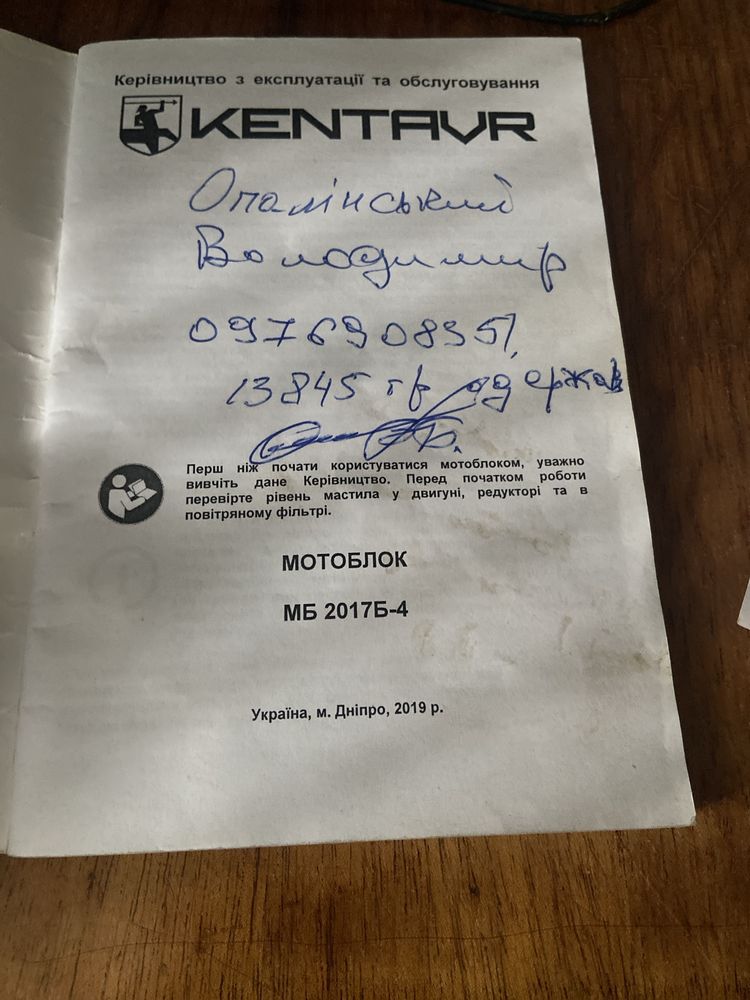 Керівництво з експлуатації та обслуговування
KENTAVR
Опалінський
Володимир
0976908351,
13845 гр одержав
Перш ніж почати користуватися мотоблоком, уважно
вивчіть дане Керівництво. Перед початком роботи
перевірте рівень мастила у двигуні, редукторі та в
повітряному фільтрі.
МОТОБЛОК
МБ 2017Б-4
Україна, м. Дніпро, 2019 р.